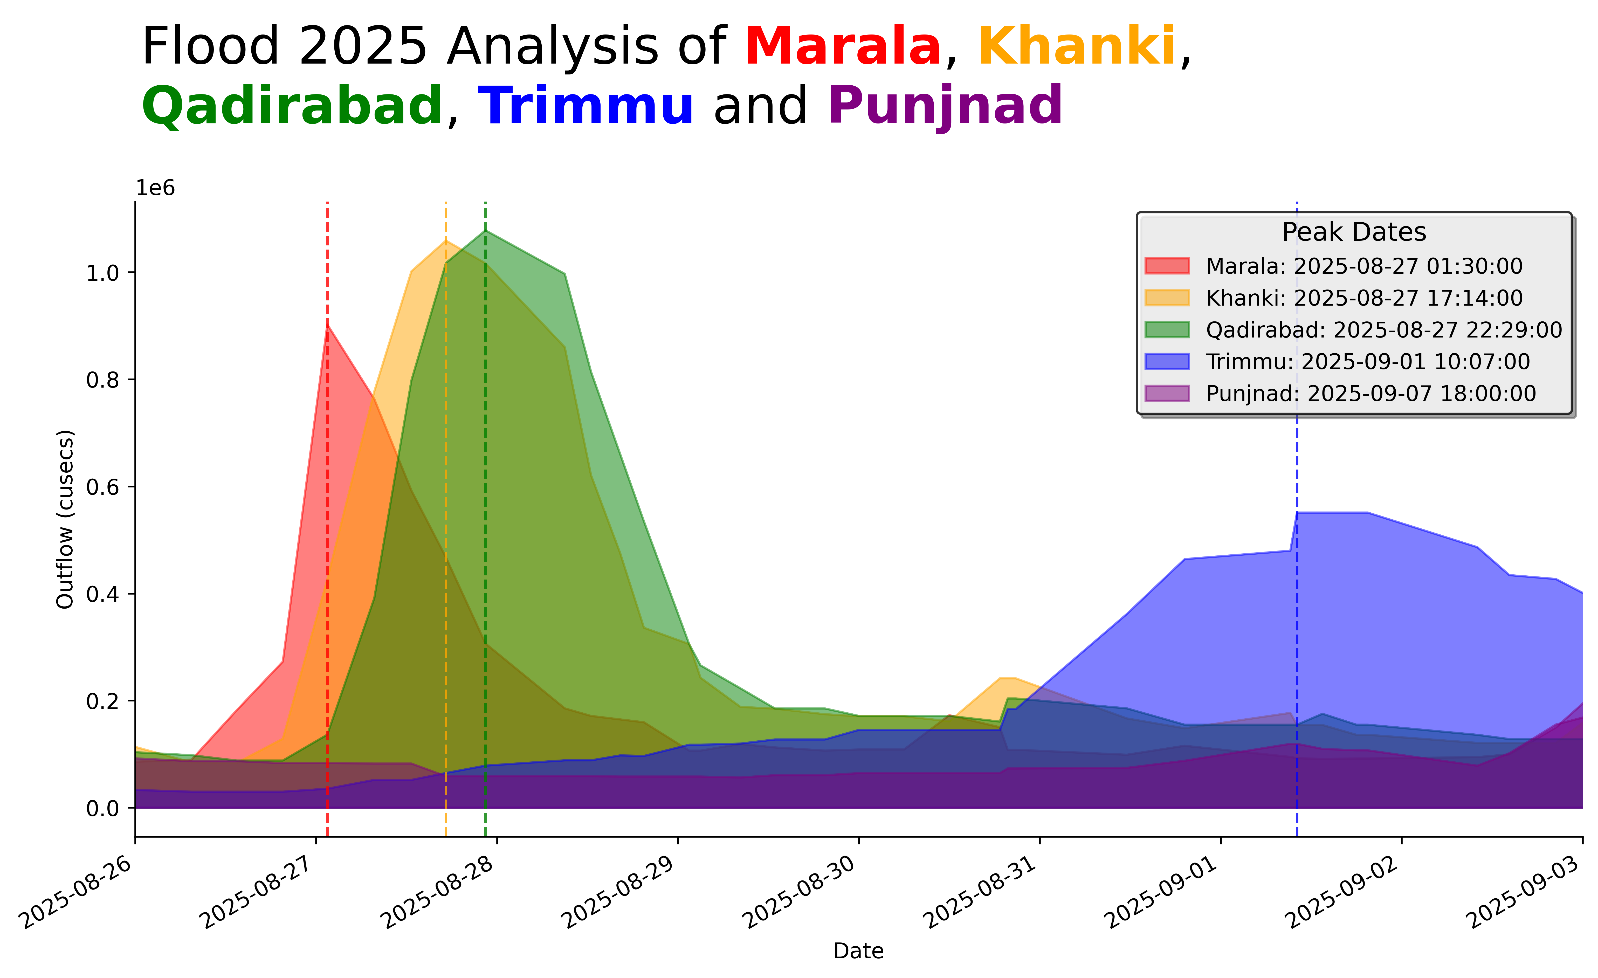 Flood 2025 Analysis of Marala, Khanki,
Qadirabad, Trimmu and Punjnad
1e6
Peak Dates
Marala: 2025-08-27 01:30:00
Khanki: 2025-08-27 17:14:00
Qadirabad: 2025-08-27 22:29:00
Trimmu: 2025-09-01 10:07:00
Punjnad: 2025-09-07 18:00:00
Outflow (cusecs)
1.0
0.8
0.6
0.4
0.2
0.0
2025-08-26
2025-08-27
2025-08-28
2025-08-29
2025-08-30
2025-08-31
2025-09-01
2025-09-02
2025-09-03
Date